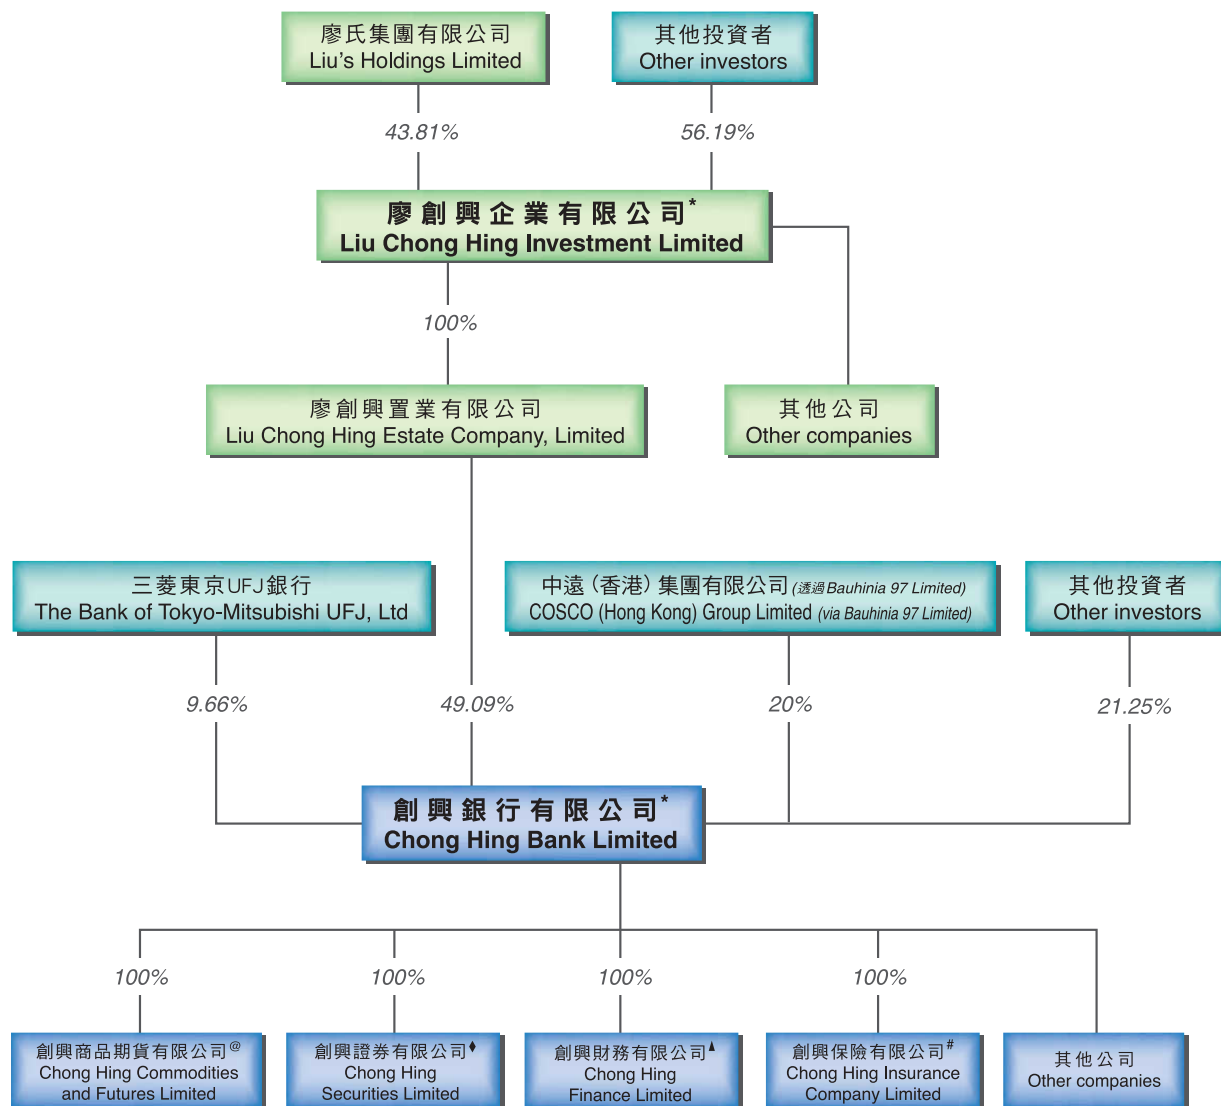 廖氏集團有限公司
Liu's Holdings Limited
其他投資者
Other investors
43.81%
56.19%
廖創興企業有限公司*
Liu Chong Hing Investment Limited
100%
廖創興置業有限公司
Liu Chong Hing Estate Company, Limited
其他公司
Other companies
三菱東京UFJ銀行
The Bank of Tokyo-Mitsubishi UFJ, Ltd
中遠（香港）集團有限公司 (透過 Bauhinia 97 Limited)
COSCO (Hong Kong) Group Limited (via Bauhinia 97 Limited)
其他投資者
Other investors
9.66%
49.09%
20%
21.25%
創興銀行有限公司*
Chong Hing Bank Limited
100%
100%
100%
100%
創興商品期貨有限公司@
Chong Hing Commodities
and Futures Limited
創興證券有限公司♦
Chong Hing
Securities Limited
創興財務有限公司▲
Chong Hing
Finance Limited
創興保險有限公司#
Chong Hing Insurance
Company Limited
其他公司
Other companies